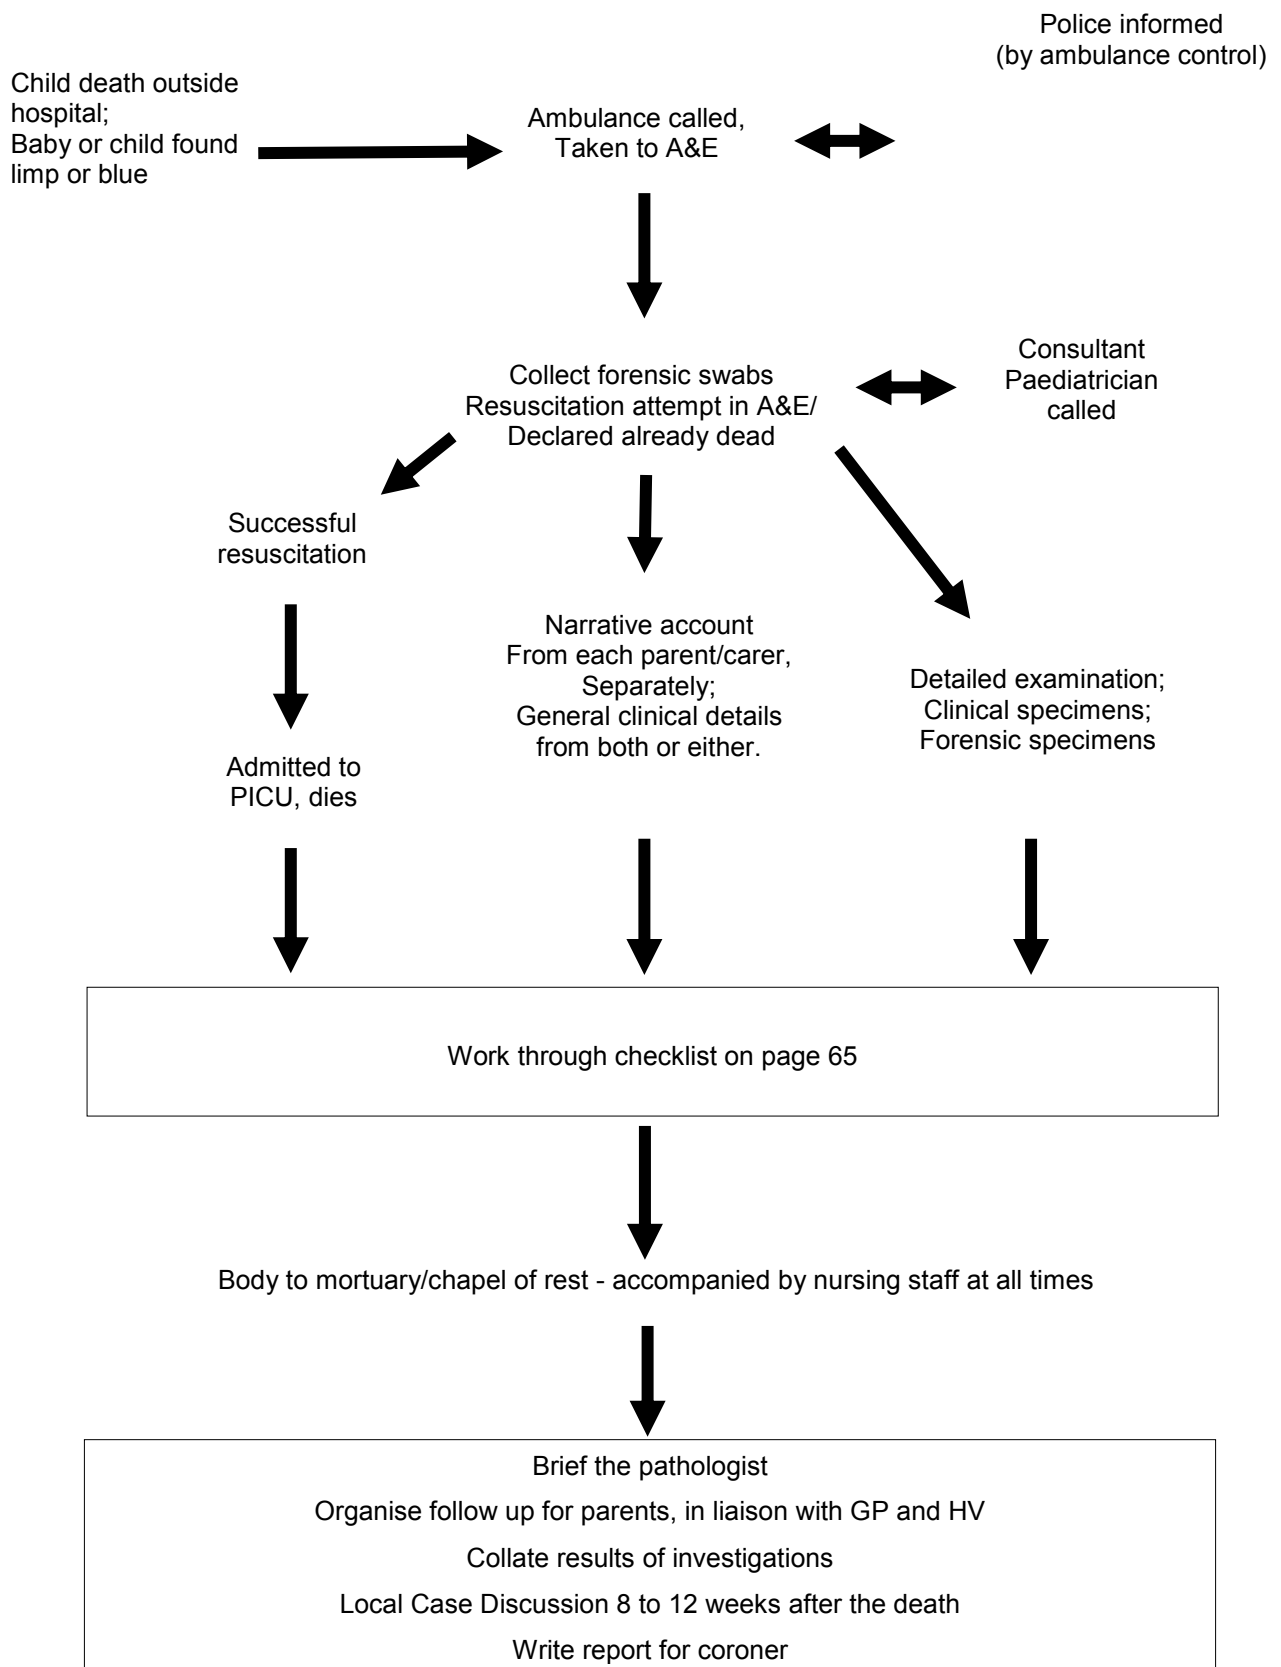 Police informed
(by ambulance control)
Child death outside
hospital;
Baby or child found
limp or blue
Ambulance called,
Taken to A&E
Collect forensic swabs
Resuscitation attempt in A&E/
Declared already dead
Consultant
Paediatrician
called
Successful
resuscitation
Narrative account
From each parent/carer,
Separately;
General clinical details
from both or either.
Detailed examination;
Clinical specimens;
Forensic specimens
Admitted to
PICU, dies
Work through checklist on page 65
Body to mortuary/chapel of rest - accompanied by nursing staff at all times
Brief the pathologist
Organise follow up for parents, in liaison with GP and HV
Collate results of investigations
Local Case Discussion 8 to 12 weeks after the death
Write report for coroner